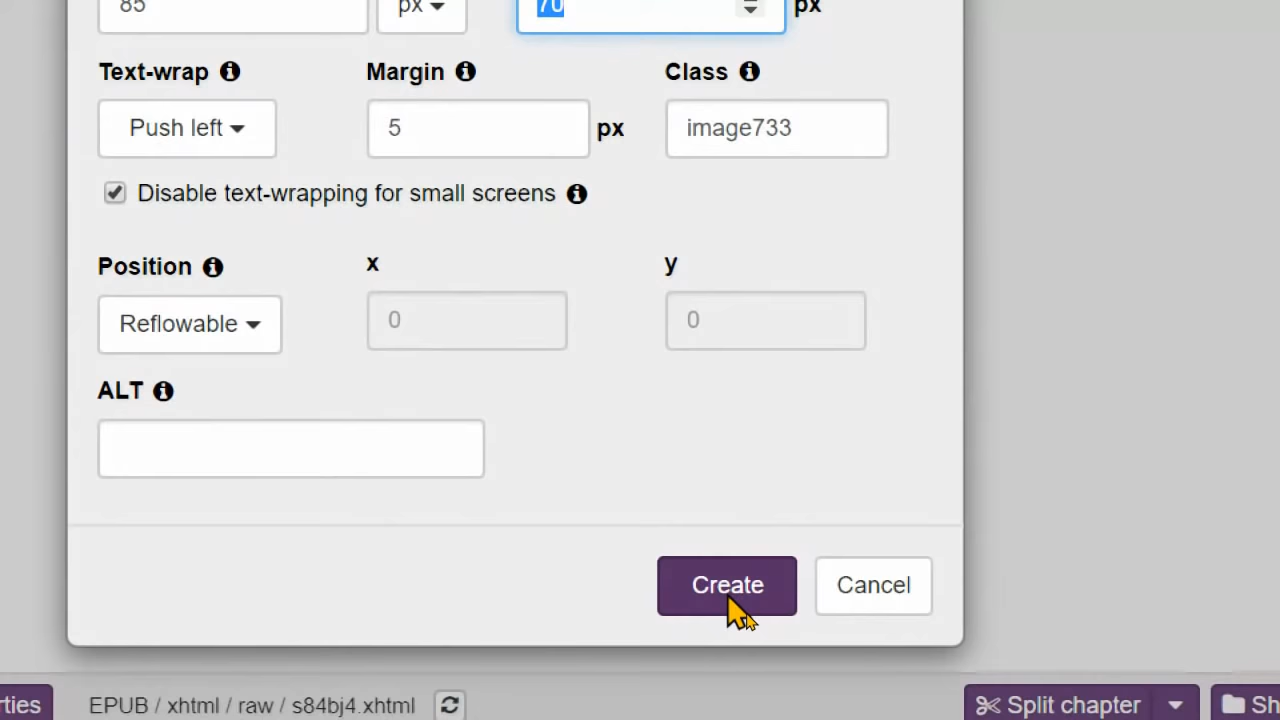 85 px 70 px
Text-wrap Margin Class
Push left 5 px image733
Disable text-wrapping for small screens
Position x y
Reflowable 0 0
ALT
Create Cancel
rties EPUB / xhtml / raw / s84bj4.xhtml Split chapter Sh